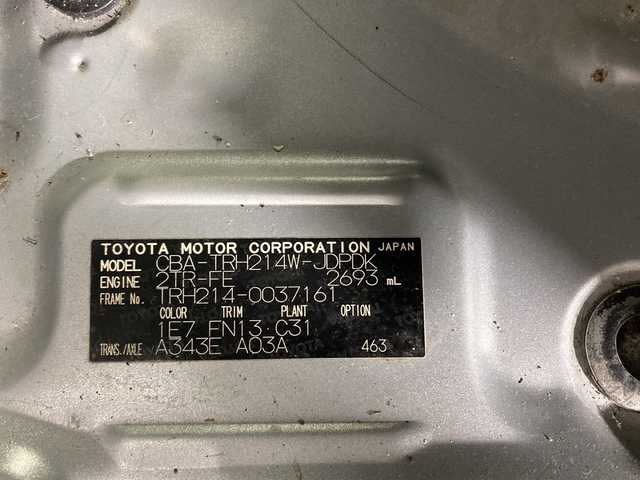 TOYOTA MOTOR CORPORATION JAPAN
MODEL CBA-TRH214W-JDPDK
ENGINE 2TR-FE 2693 mL
FRAME No. TRH214-0037161
COLOR TRIM PLANT OPTION
1E7 FN13 C31
TRANS./AXLE A343E A03A 463